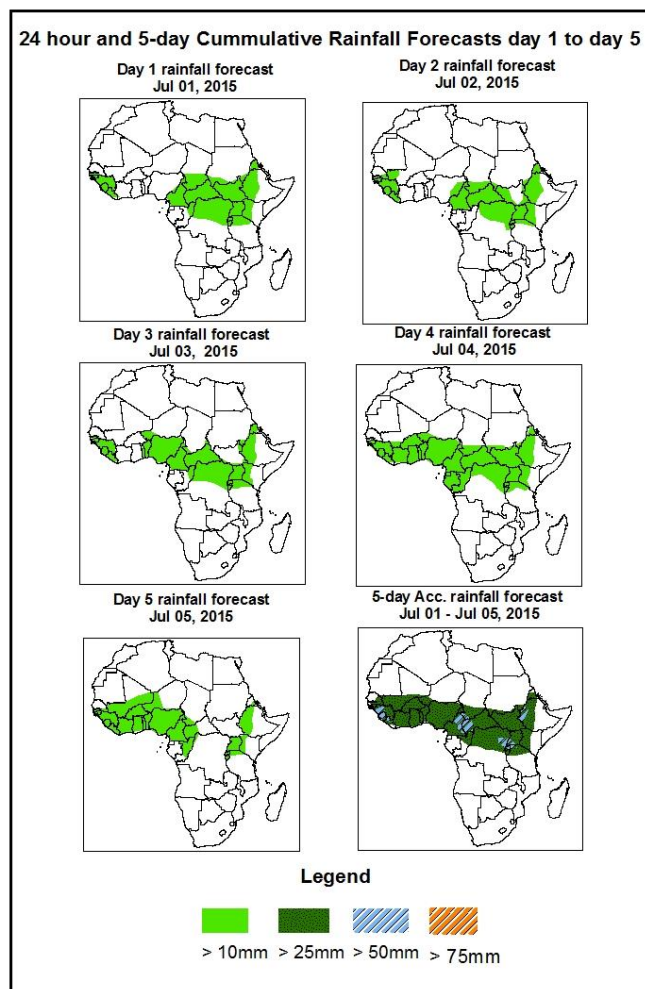 24 hour and 5-day Cummulative Rainfall Forecasts day 1 to day 5
Day 1 rainfall forecast
Jul 01, 2015
Day 2 rainfall forecast
Jul 02, 2015
Day 3 rainfall forecast
Jul 03, 2015
Day 4 rainfall forecast
Jul 04, 2015
Day 5 rainfall forecast
Jul 05, 2015
5-day Acc. rainfall forecast
Jul 01 - Jul 05, 2015
Legend
> 10mm > 25mm > 50mm > 75mm